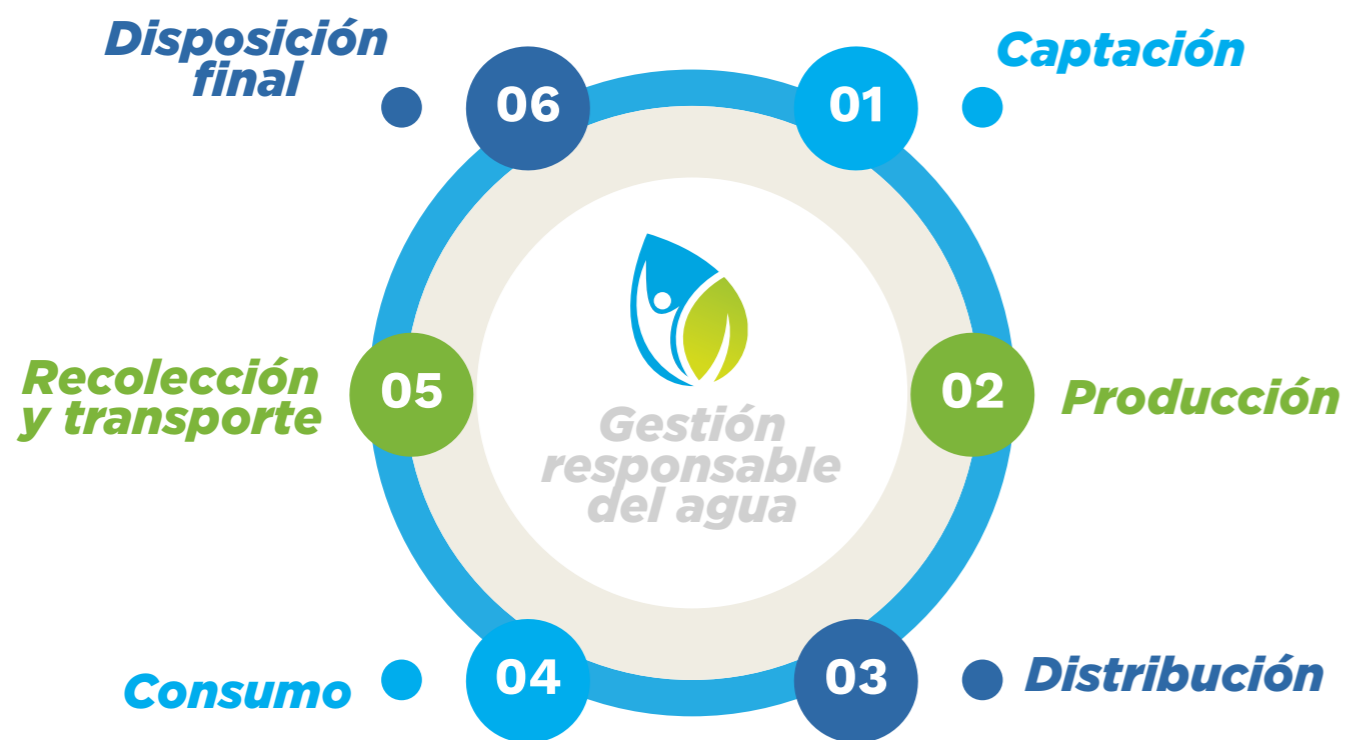 01
Captación
02
Producción
03
Distribución
04
Consumo
05
Recolección
y transporte
06
Disposición
final
Gestión
responsable
del agua